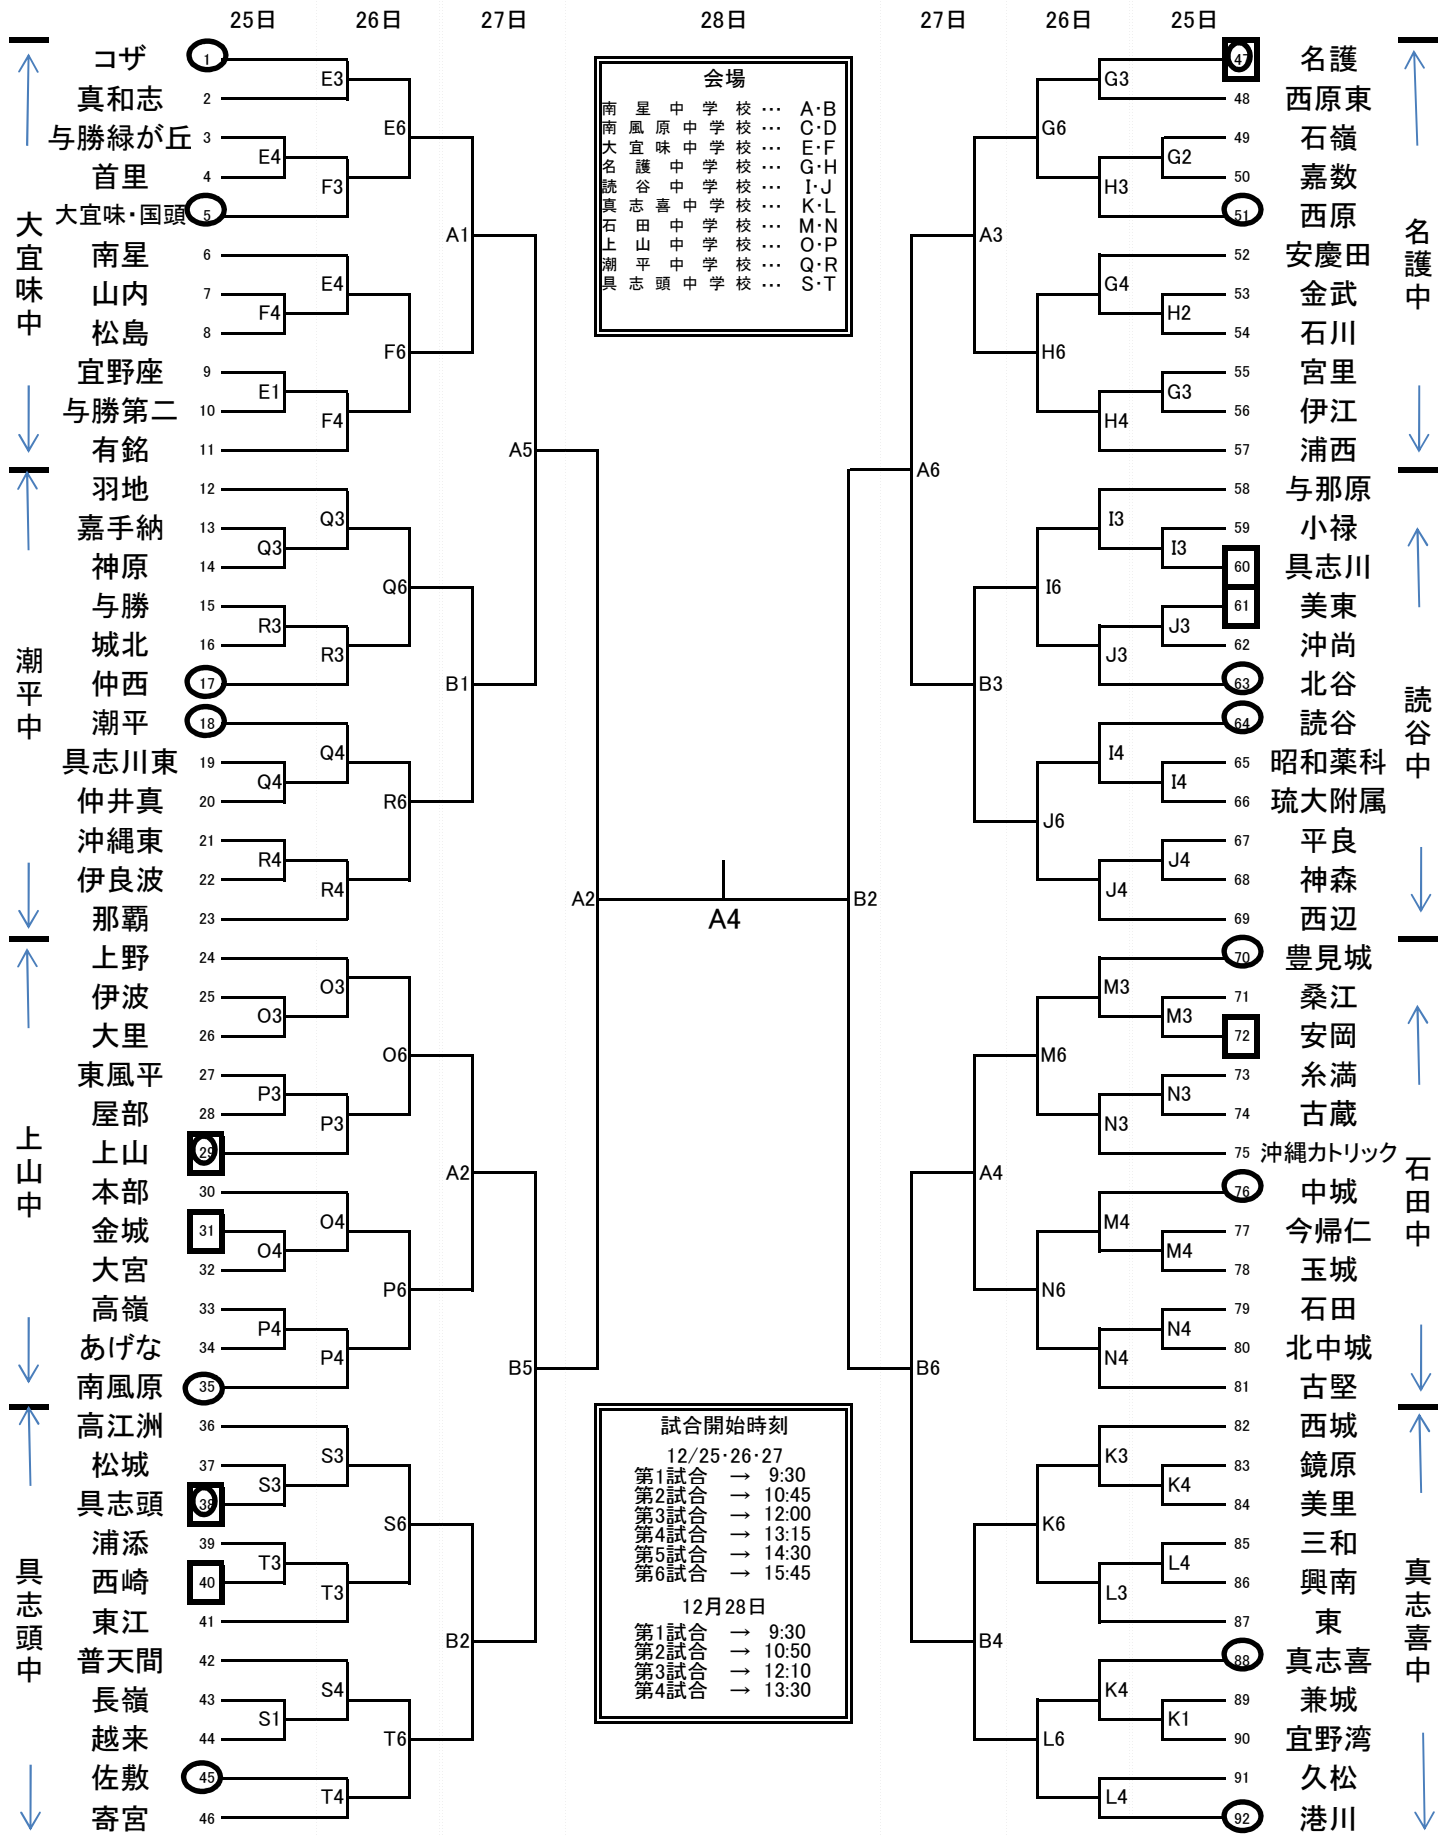 25日 26日 27日 28日 27日 26日 25日
大宜味中
コザ 1
真和志 2
与勝緑が丘 3
首里 4
大宜味・国頭 5
南星 6
山内 7
松島 8
宜野座 9
与勝第二 10
有銘 11
E3
E4
F3
E6
E4
F4
E1
F4
F6
A1
潮平中
羽地 12
嘉手納 13
神原 14
与勝 15
城北 16
仲西 17
潮平 18
具志川東 19
仲井真 20
沖縄東 21
伊良波 22
那覇 23
Q3
Q3
R3
R3
Q6
Q4
Q4
R4
R4
R6
B1
A5
上山中
上野 24
伊波 25
大里 26
東風平 27
屋部 28
上山 29
本部 30
金城 31
大宮 32
高嶺 33
あげな 34
南風原 35
O3
O3
P3
P3
O6
O4
O4
P4
P4
P6
A2
具志頭中
高江洲 36
松城 37
具志頭 38
浦添 39
西崎 40
東江 41
普天間 42
長嶺 43
越来 44
佐敷 45
寄宮 46
S3
S3
T3
T3
S6
S4
S1
T4
T6
B2
B5
A2
会場
南星中学校… A・B
南風原中学校… C・D
大宜味中学校… E・F
名護中学校… G・H
読谷中学校… I・J
真志喜中学校… K・L
石田中学校… M・N
上山中学校… O・P
潮平中学校… Q・R
具志頭中学校… S・T
A4
試合開始時刻
12/25・26・27
第1試合 → 9:30
第2試合 → 10:45
第3試合 → 12:00
第4試合 → 13:15
第5試合 → 14:30
第6試合 → 15:45
12月28日
第1試合 → 9:30
第2試合 → 10:50
第3試合 → 12:10
第4試合 → 13:30
名護中
47 名護
48 西原東
49 石嶺
50 嘉数
51 西原
52 安慶田
53 金武
54 石川
55 宮里
56 伊江
57 浦西
G3
G2
H3
G6
G4
H2
G3
H4
H6
A3
読谷中
58 与那原
59 小禄
60 具志川
61 美東
62 沖尚
63 北谷
64 読谷
65 昭和薬科
66 琉大附属
67 平良
68 神森
69 西辺
I3
I3
J3
J3
I6
I4
I4
J4
J4
J6
B3
A6
石田中
70 豊見城
71 桑江
72 安岡
73 糸満
74 古蔵
75 沖縄カトリック
76 中城
77 今帰仁
78 玉城
79 石田
80 北中城
81 古堅
M3
M3
N3
N3
M6
M4
M4
N4
N4
N6
A4
真志喜中
82 西城
83 鏡原
84 美里
85 三和
86 興南
87 東
88 真志喜
89 兼城
90 宜野湾
91 久松
92 港川
K3
K4
L4
L3
K6
K4
K1
L4
L6
B4
B6
B2